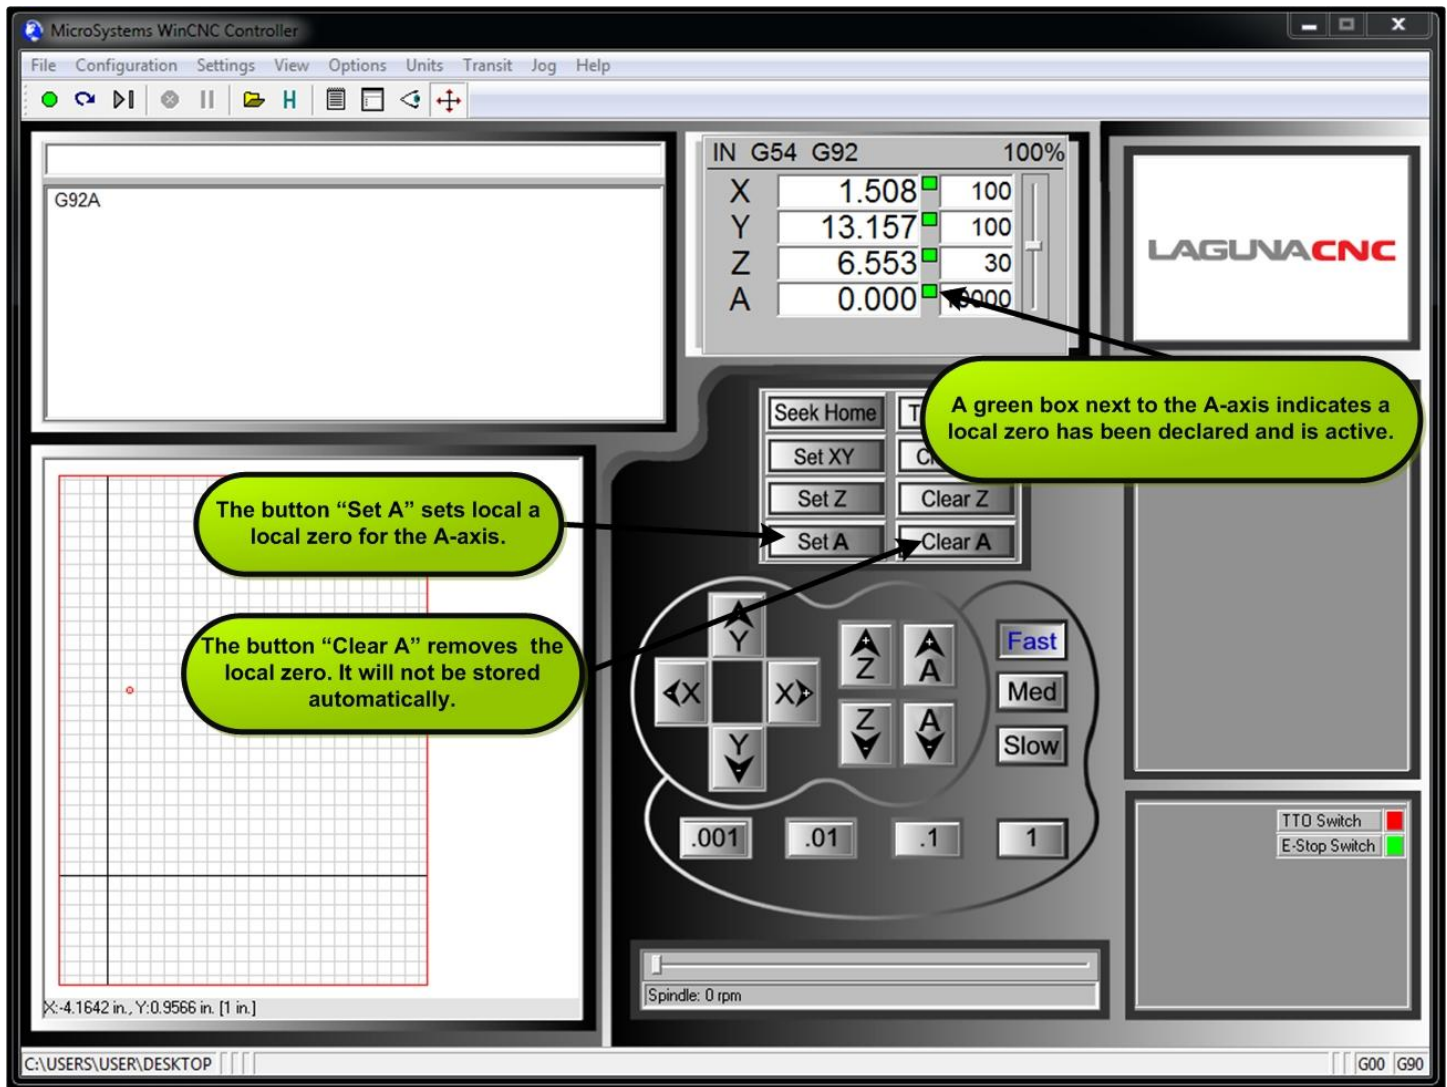 MicroSystems WinCNC Controller
File Configuration Settings View Options Units Transit Jog Help
H
G92A
IN G54 G92 100%
X 1.508 100
Y 13.157 100
Z 6.553 30
A 0.000
LAGUNACNC
A green box next to the A-axis indicates a
local zero has been declared and is active.
Seek Home
Set XY
Set Z Clear Z
Set A Clear A
The button “Set A” sets local a
local zero for the A-axis.
The button “Clear A” removes the
local zero. It will not be stored
automatically.
Y
X X
Y
Z A
Z A
Fast
Med
Slow
.001 .01 .1 1
TTO Switch
E-Stop Switch
Spindle: 0 rpm
X:-4.1642 in., Y:0.9566 in. [1 in.]
C:\USERS\USER\DESKTOP G00 G90